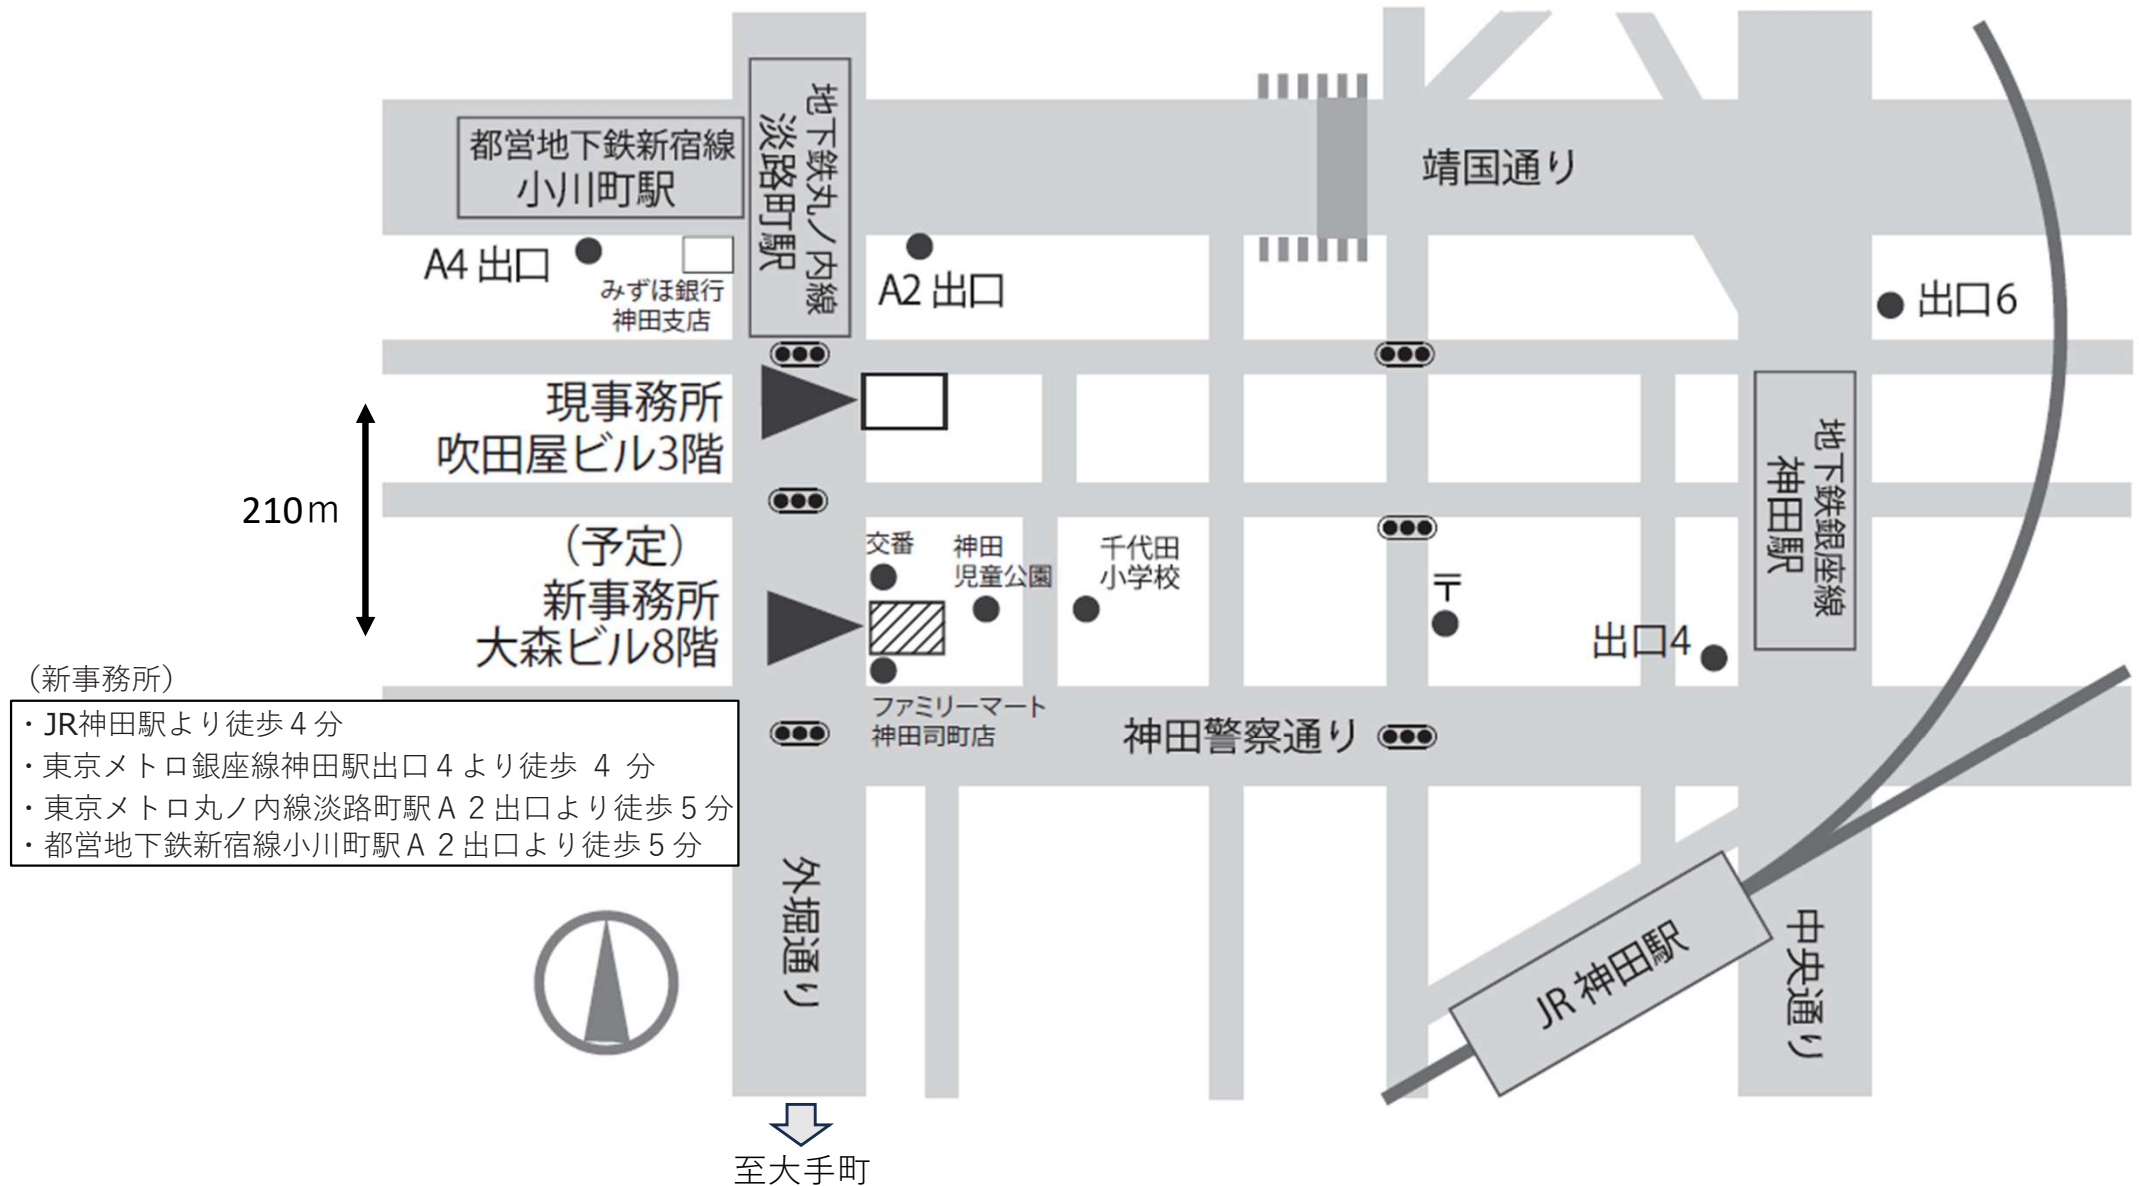 都営地下鉄新宿線
小川町駅
地下鉄丸ノ内線
淡路町駅
靖国通り
A4 出口
みずほ銀行
神田支店
A2 出口
出口6
現事務所
吹田屋ビル3階
210m
(予定)
新事務所
大森ビル8階
交番
神田
児童公園
千代田
小学校
〒
出口4
地下鉄銀座線
神田駅
ファミリーマート
神田司町店
神田警察通り
(新事務所)
・JR神田駅より徒歩4分
・東京メトロ銀座線神田駅出口4より徒歩 4 分
・東京メトロ丸ノ内線淡路町駅A2出口より徒歩5分
・都営地下鉄新宿線小川町駅A2出口より徒歩5分
外堀通り
JR 神田駅
中央通り
至大手町